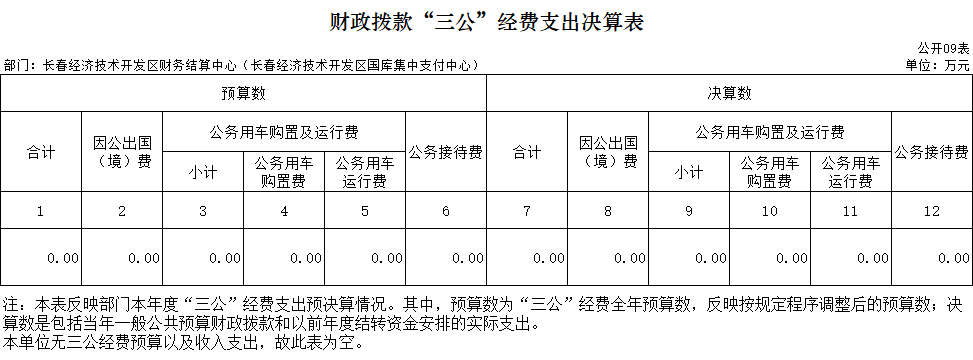 财政拨款“三公”经费支出决算表
公开09表
部门：长春经济技术开发区财务结算中心（长春经济技术开发区国库集中支付中心）
单位：万元
预算数
决算数
合计
因公出国（境）费
公务用车购置及运行费
小计
公务用车购置费
公务用车运行费
公务接待费
合计
因公出国（境）费
公务用车购置及运行费
小计
公务用车购置费
公务用车运行费
公务接待费
1 2 3 4 5 6 7 8 9 10 11 12
0.00 0.00 0.00 0.00 0.00 0.00 0.00 0.00 0.00 0.00 0.00 0.00
注：本表反映部门本年度“三公”经费支出预决算情况。其中，预算数为“三公”经费全年预算数，反映按规定程序调整后的预算数；决
算数是包括当年一般公共预算财政拨款和以前年度结转资金安排的实际支出。
本单位无三公经费预算以及收入支出，故此表为空。